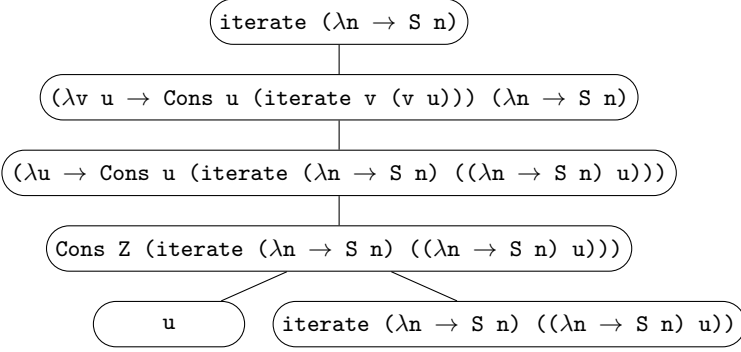 iterate (λn → S n)
(λv u → Cons u (iterate v (v u))) (λn → S n)
(λu → Cons u (iterate (λn → S n) ((λn → S n) u)))
Cons Z (iterate (λn → S n) ((λn → S n) u)))
u
iterate (λn → S n) ((λn → S n) u))